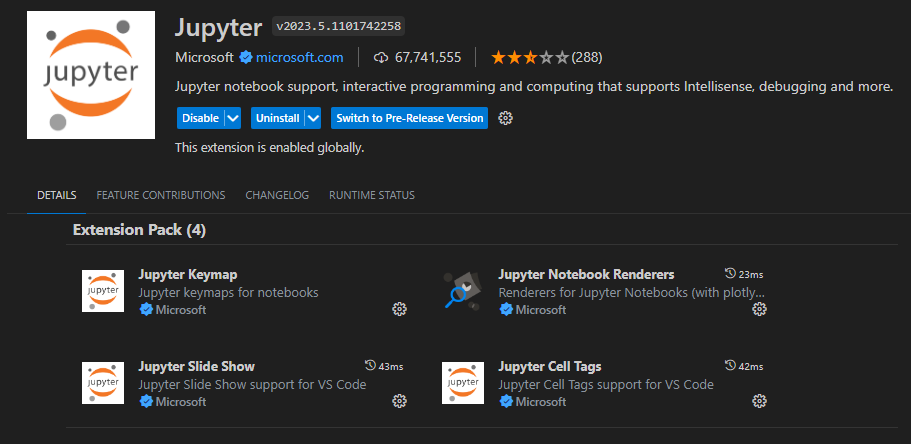 jupyter
Jupyter v2023.5.1101742258
Microsoft microsoft.com 67,741,555 (288)
Jupyter notebook support, interactive programming and computing that supports Intellisense, debugging and more.
Disable Uninstall Switch to Pre-Release Version
This extension is enabled globally.
DETAILS FEATURE CONTRIBUTIONS CHANGELOG RUNTIME STATUS
Extension Pack (4)
jupyter
Jupyter Keymap
Jupyter keymaps for notebooks
Microsoft
Jupyter Notebook Renderers 23ms
Renderers for Jupyter Notebooks (with plotly...
Microsoft
jupyter
Jupyter Slide Show 43ms
Jupyter Slide Show support for VS Code
Microsoft
jupyter
Jupyter Cell Tags 42ms
Jupyter Cell Tags support for VS Code
Microsoft